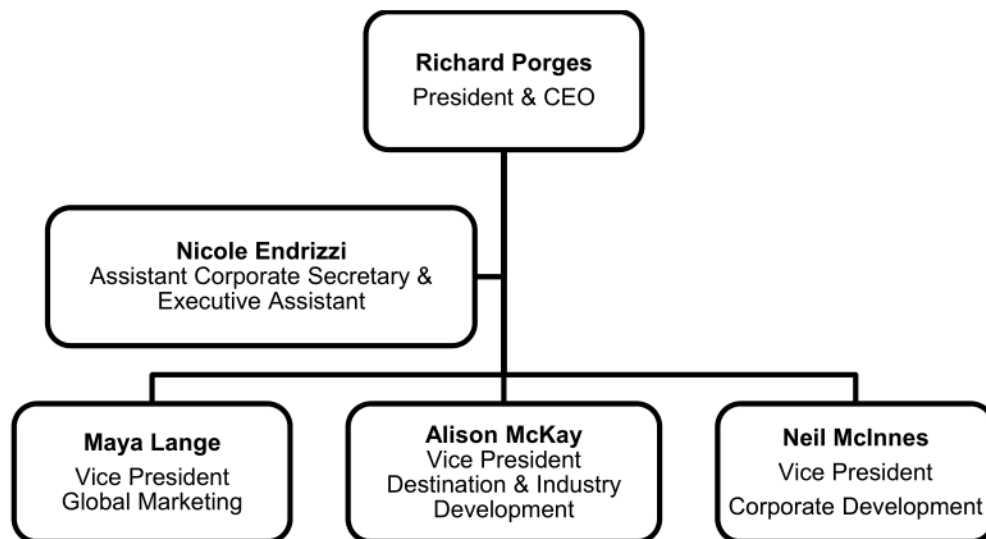 Richard Porges
President & CEO
Nicole Endrizzi
Assistant Corporate Secretary &
Executive Assistant
Maya Lange
Vice President
Global Marketing
Alison McKay
Vice President
Destination & Industry
Development
Neil McInnes
Vice President
Corporate Development